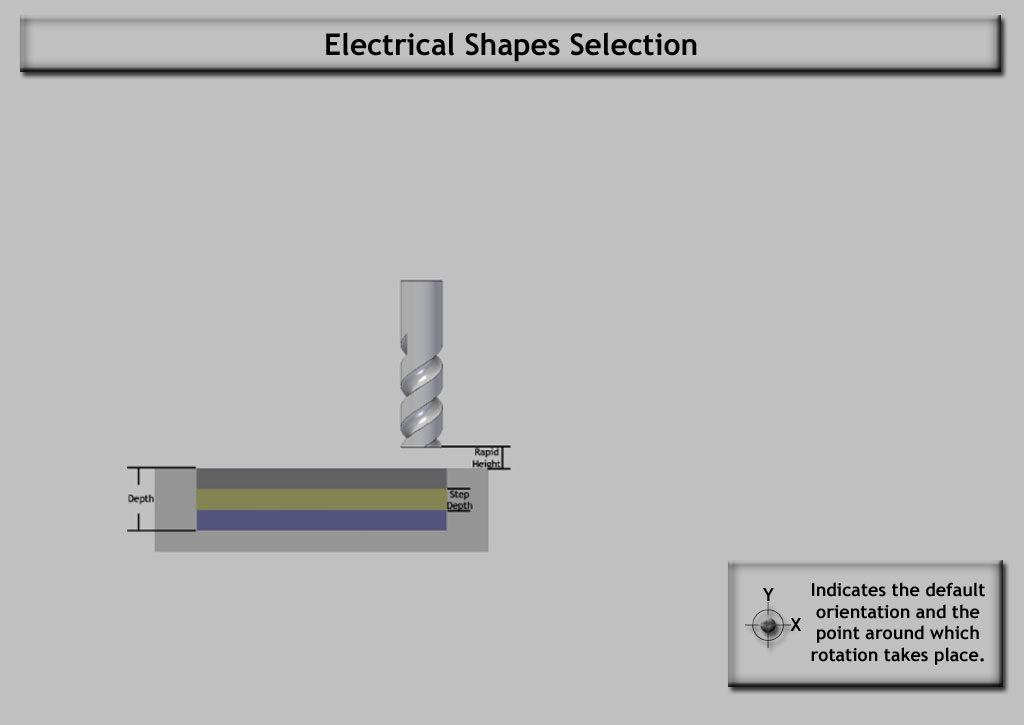 Electrical Shapes Selection
Rapid
Height
Depth
Step
Depth
Y
X
Indicates the default
orientation and the
point around which
rotation takes place.